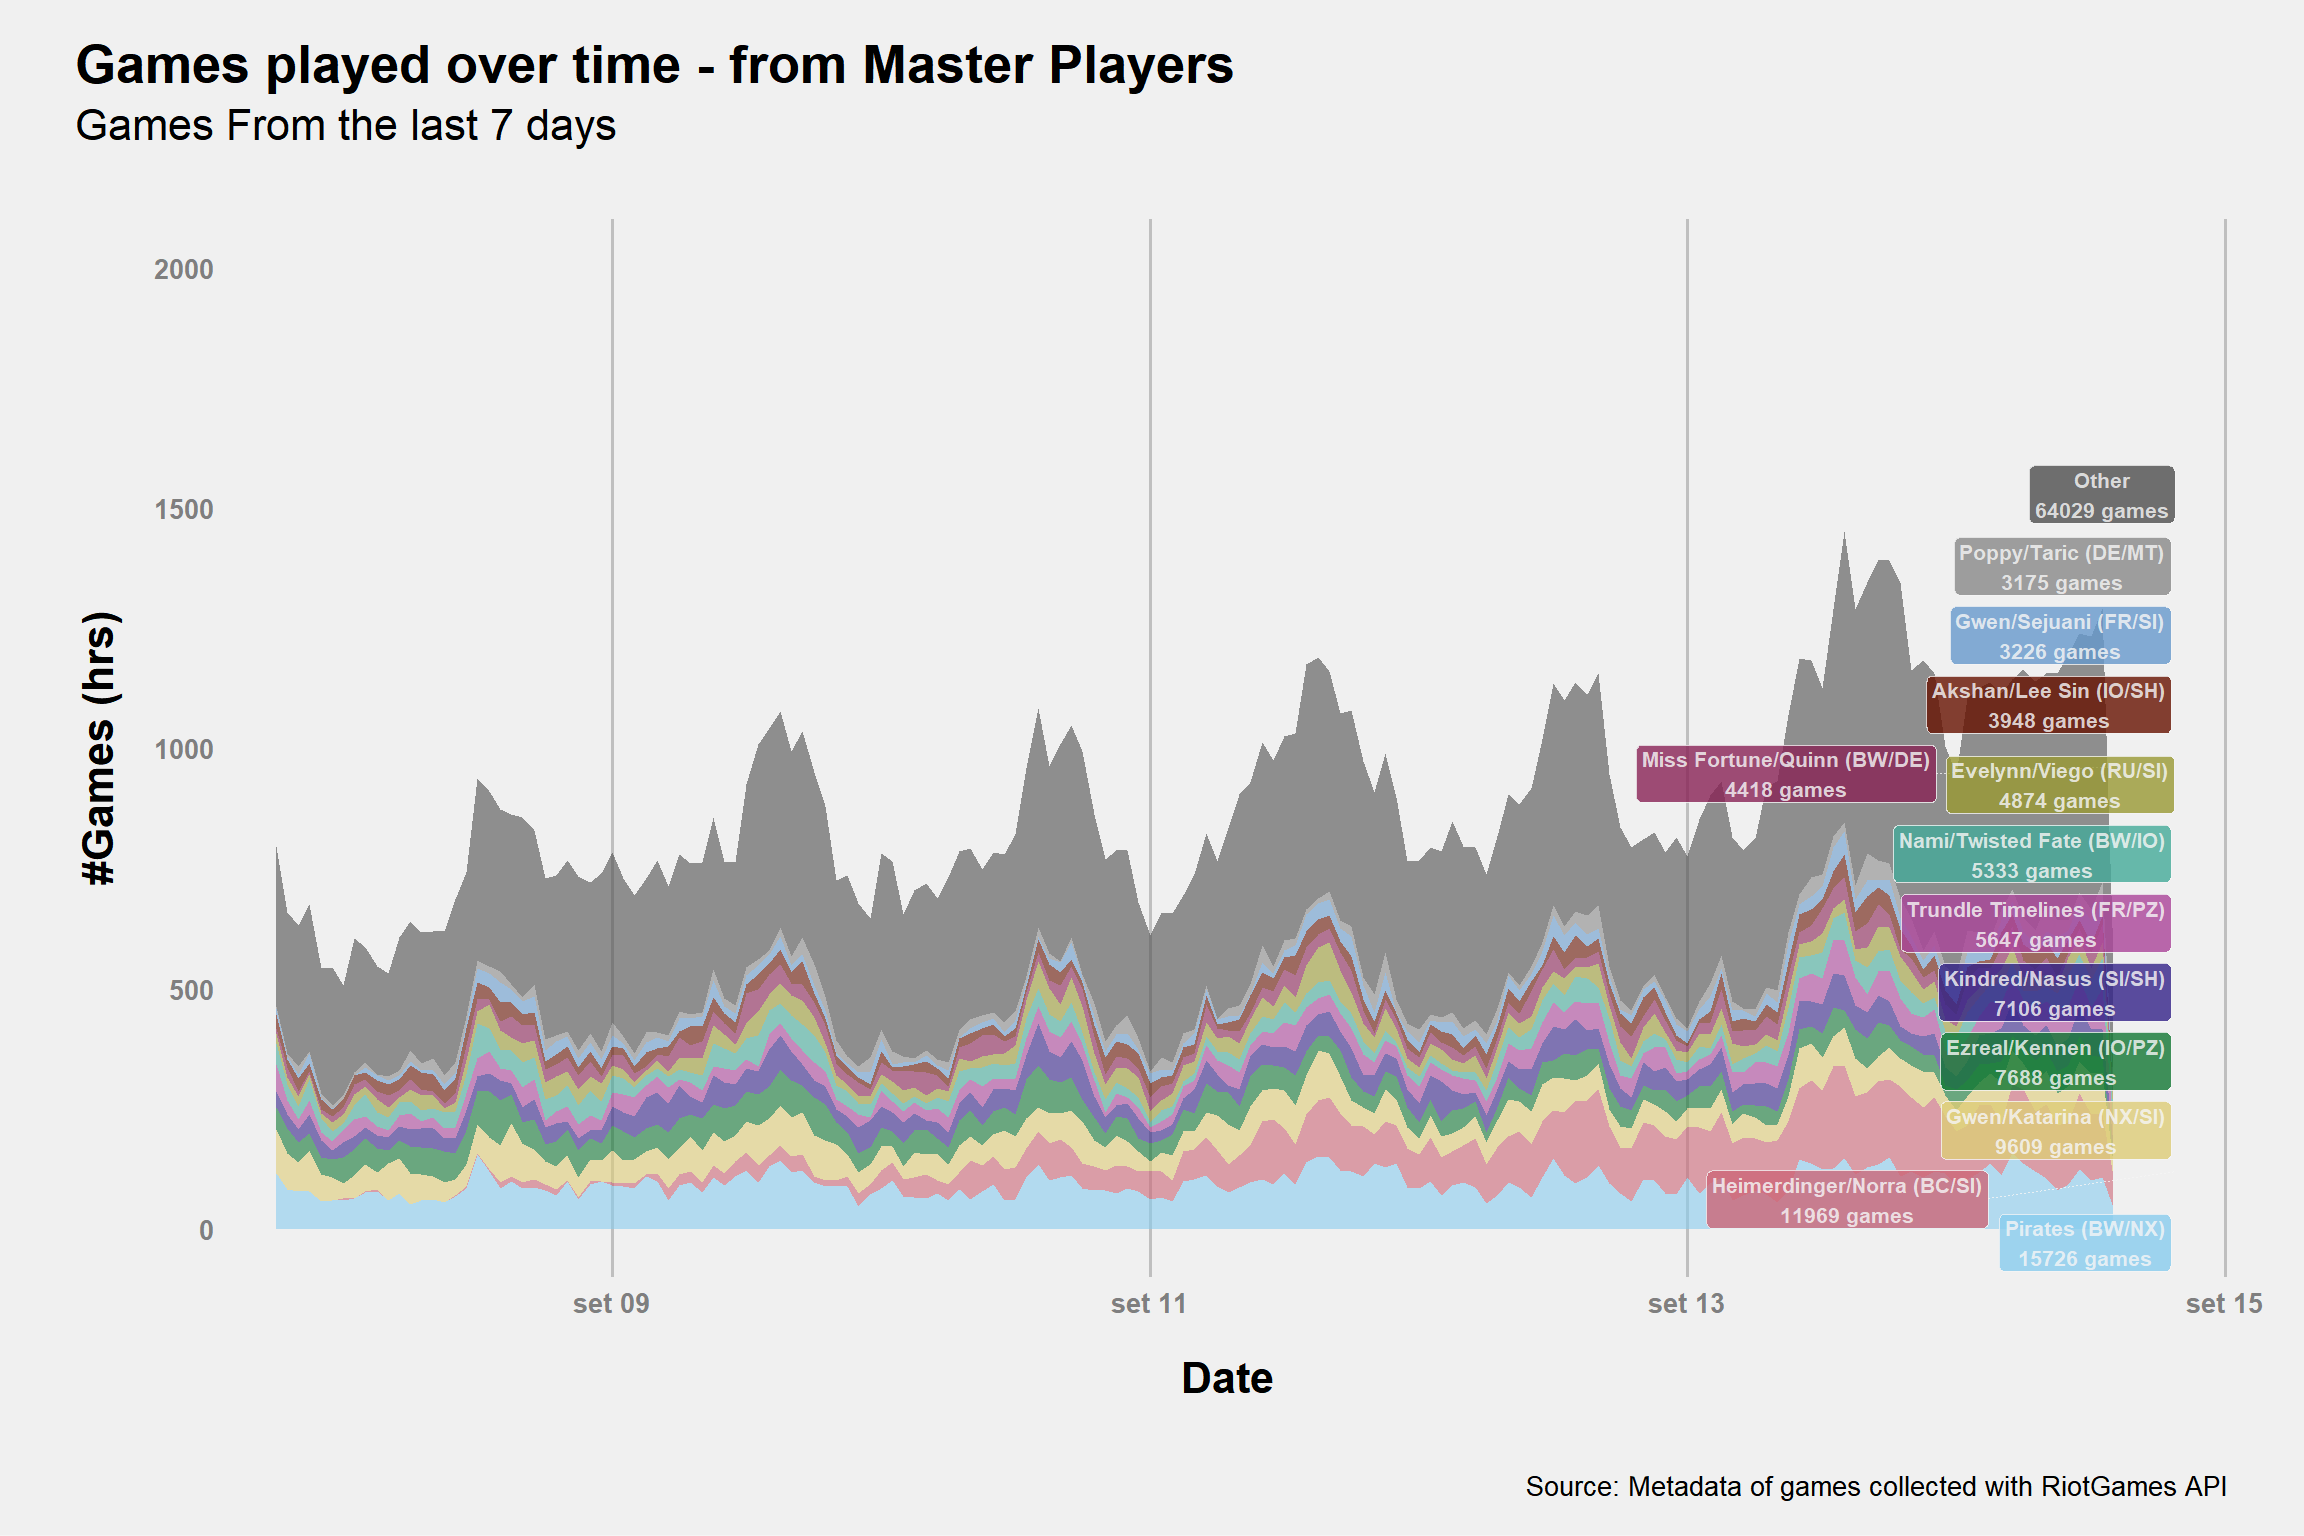 Games played over time - from Master Players
Games From the last 7 days
#Games (hrs)
2000
1500
1000
500
0
Other
64029 games
Poppy/Taric (DE/MT)
3175 games
Gwen/Sejuani (FR/SI)
3226 games
Akshan/Lee Sin (IO/SH)
3948 games
Miss Fortune/Quinn (BW/DE)
4418 games
Evelynn/Viego (RU/SI)
4874 games
Nami/Twisted Fate (BW/IO)
5333 games
Trundle Timelines (FR/PZ)
5647 games
Kindred/Nasus (SI/SH)
7106 games
Ezreal/Kennen (IO/PZ)
7688 games
Gwen/Katarina (NX/SI)
9609 games
Heimerdinger/Norra (BC/SI)
11969 games
Pirates (BW/NX)
15726 games
set 09
set 11
set 13
set 15
Date
Source: Metadata of games collected with RiotGames API